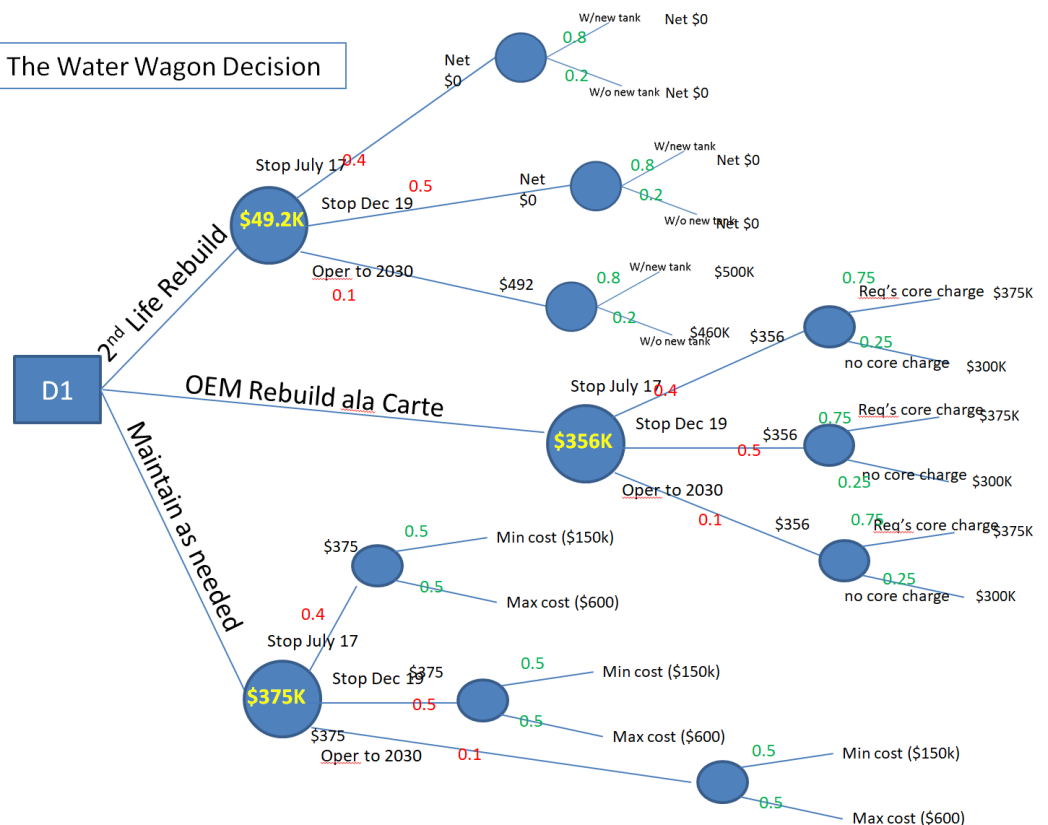 The Water Wagon Decision
W/new tank
Net $0
0.8
Net
$0
0.2
W/o new tank
Net $0
Stop July 17
0.4
0.5
Net
$0
W/new tank
Net $0
0.8
0.2
W/o new tank
Net $0
Stop Dec 19
$49.2K
Oper to 2030
0.1
$492
0.8
W/new tank
$500K
0.2
$460K
W/o new tank
2nd Life Rebuild
D1
OEM Rebuild ala Carte
Maintain as needed
$356K
Stop July 17
0.4
$356
0.75
Req's core charge
$375K
0.25
no core charge
$300K
Stop Dec 19
0.5
$356
0.75
Req's core charge
$375K
0.25
no core charge
$300K
Oper to 2030
0.1
$356
0.75
Req's core charge
$375K
0.25
no core charge
$300K
$375
0.5
Min cost ($150k)
0.5
Max cost ($600)
0.4
Stop July 17
$375K
Stop Dec 19
$375
0.5
0.5
Min cost ($150k)
0.5
Max cost ($600)
$375
Oper to 2030
0.1
0.5
Min cost ($150k)
0.5
Max cost ($600)